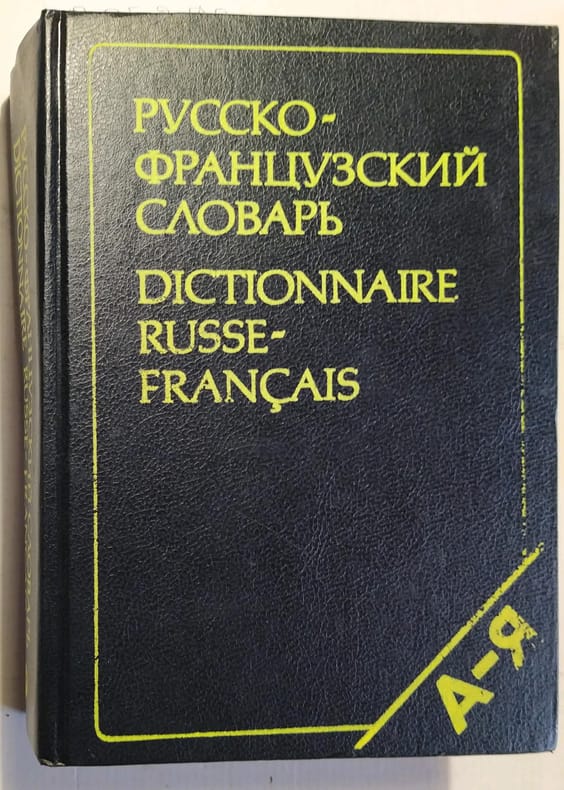 РУССКО-
ФРАНЦУЗСКИЙ
СЛОВАРЬ
DICTIONNAIRE
RUSSE-
FRANÇAIS
А-Я